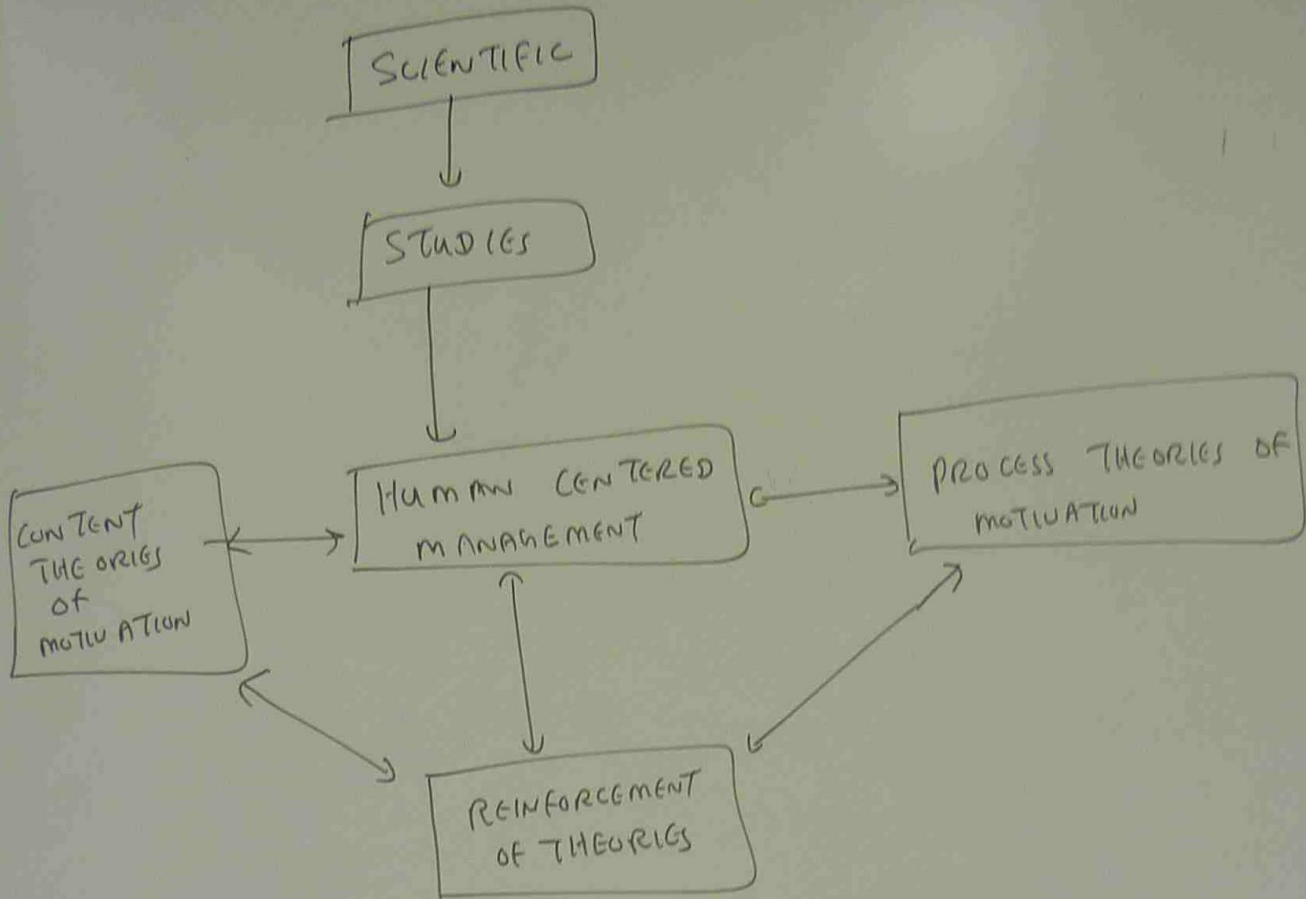 SCIENTIFIC
STUDIES
HUMAN CENTERED
MANAGEMENT
PROCESS THEORIES OF
MOTIVATION
CONTENT
THEORIES
OF
MOTIVATION
REINFORCEMENT
OF THEORIES